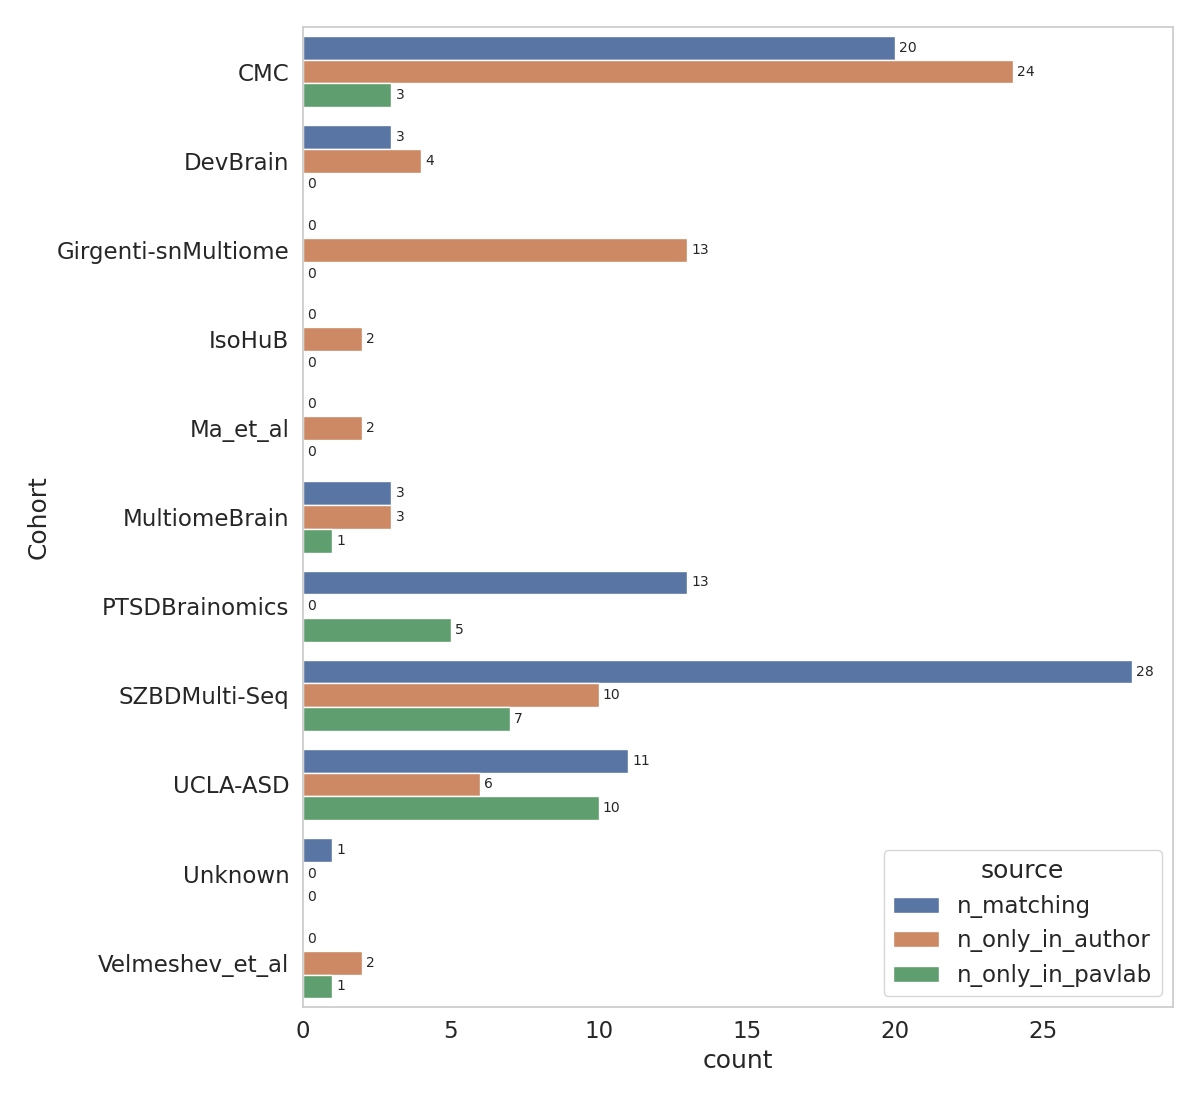 CMC
20
24
3
DevBrain
3
4
0
Girgenti-snMultiome
0
13
0
IsoHuB
0
2
0
Ma_et_al
0
2
0
MultiomeBrain
3
3
1
PTSDBrainomics
13
0
5
SZBDMulti-Seq
28
10
7
UCLA-ASD
11
6
10
Unknown
1
0
0
Velmeshev_et_al
0
2
1
Cohort
0 5 10 15 20 25
count
source
n_matching
n_only_in_author
n_only_in_pavlab